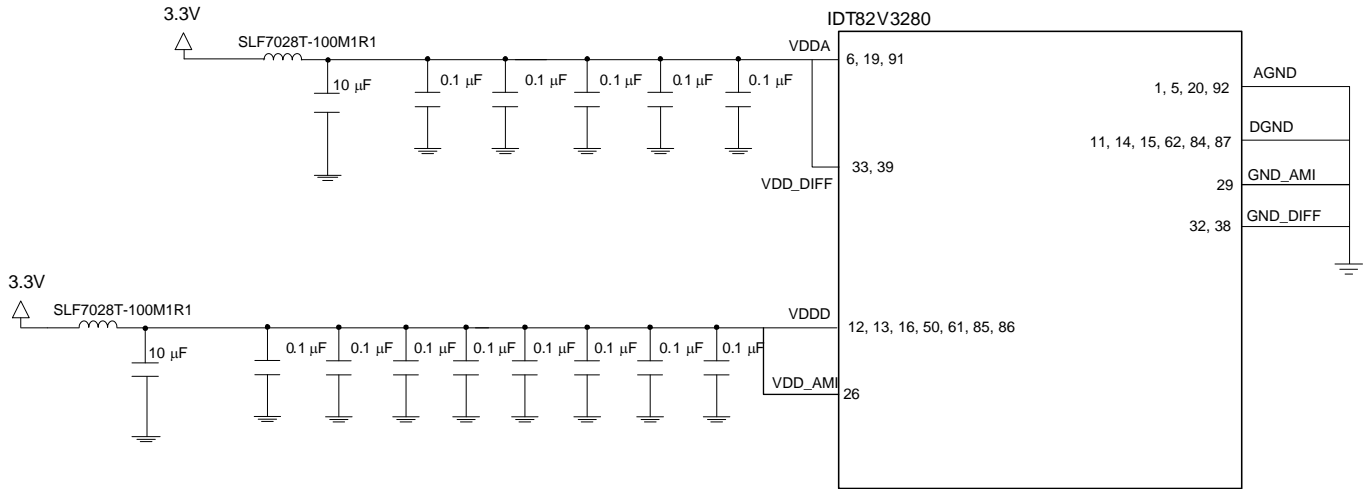 3.3V
IDT82V3280
SLF7028T-100M1R1
VDDA
10 μF
0.1 μF
0.1 μF
0.1 μF
0.1 μF
0.1 μF
6, 19, 91
AGND
1, 5, 20, 92
DGND
11, 14, 15, 62, 84, 87
33, 39
VDD_DIFF
GND_AMI
29
GND_DIFF
32, 38
3.3V
SLF7028T-100M1R1
VDDD
12, 13, 16, 50, 61, 85, 86
10 μF
0.1 μF
0.1 μF
0.1 μF
0.1 μF
0.1 μF
0.1 μF
0.1 μF
0.1 μF
VDD_AMI
26